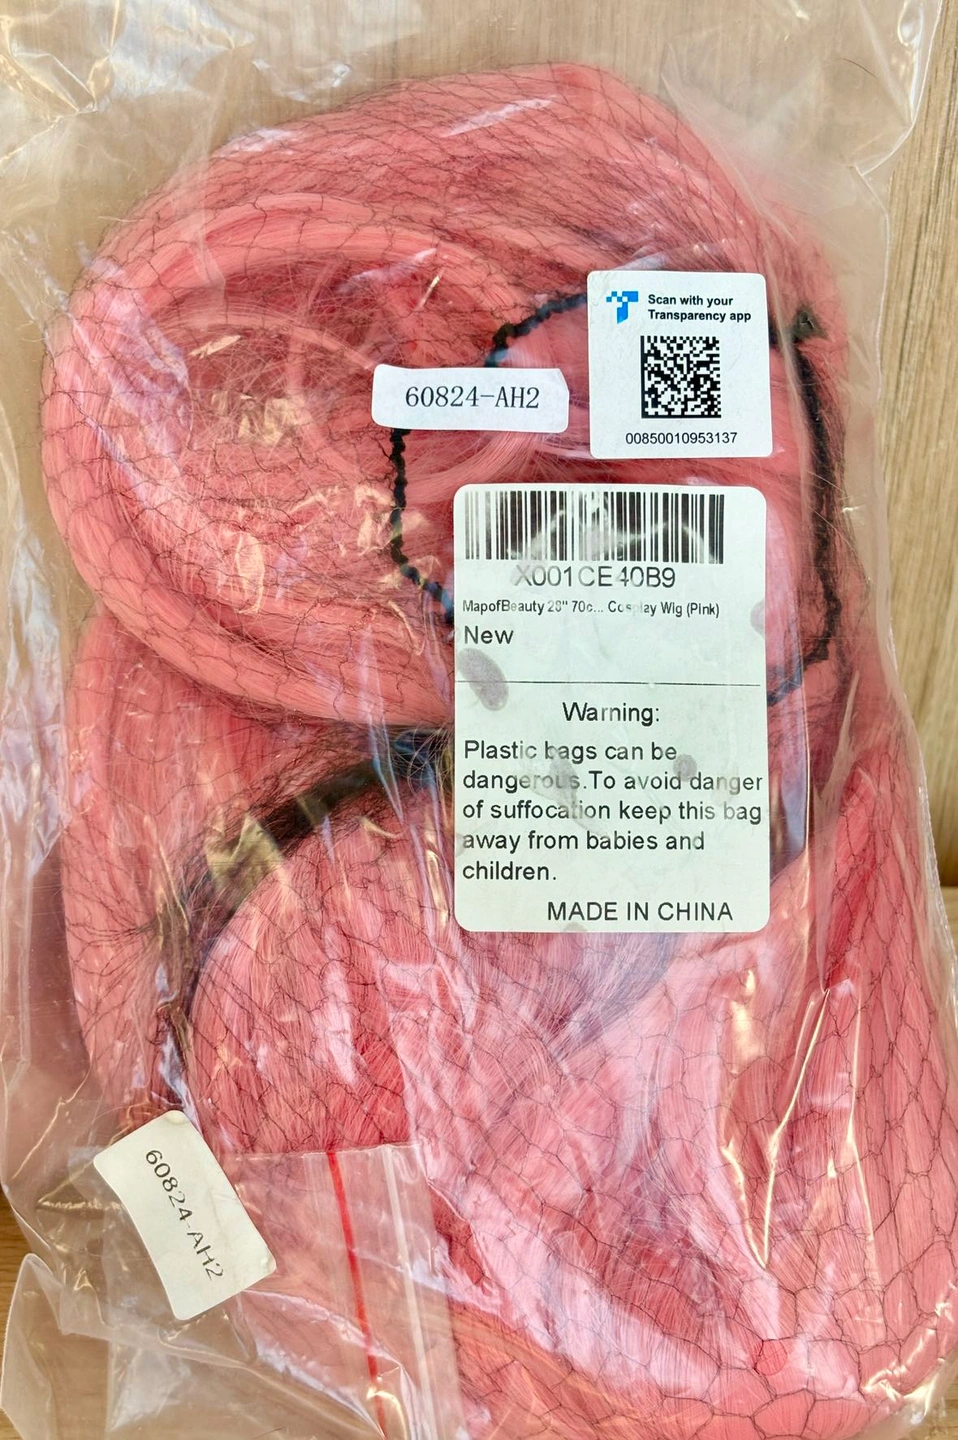 Scan with your
Transparency app
00850010953137
60824-AH2
X001CE40B9
MapofBeauty 28" 70c... Cosplay Wig (Pink)
New
Warning:
Plastic bags can be
dangerous.To avoid danger
of suffocation keep this bag
away from babies and
children.
MADE IN CHINA
60824-AH2